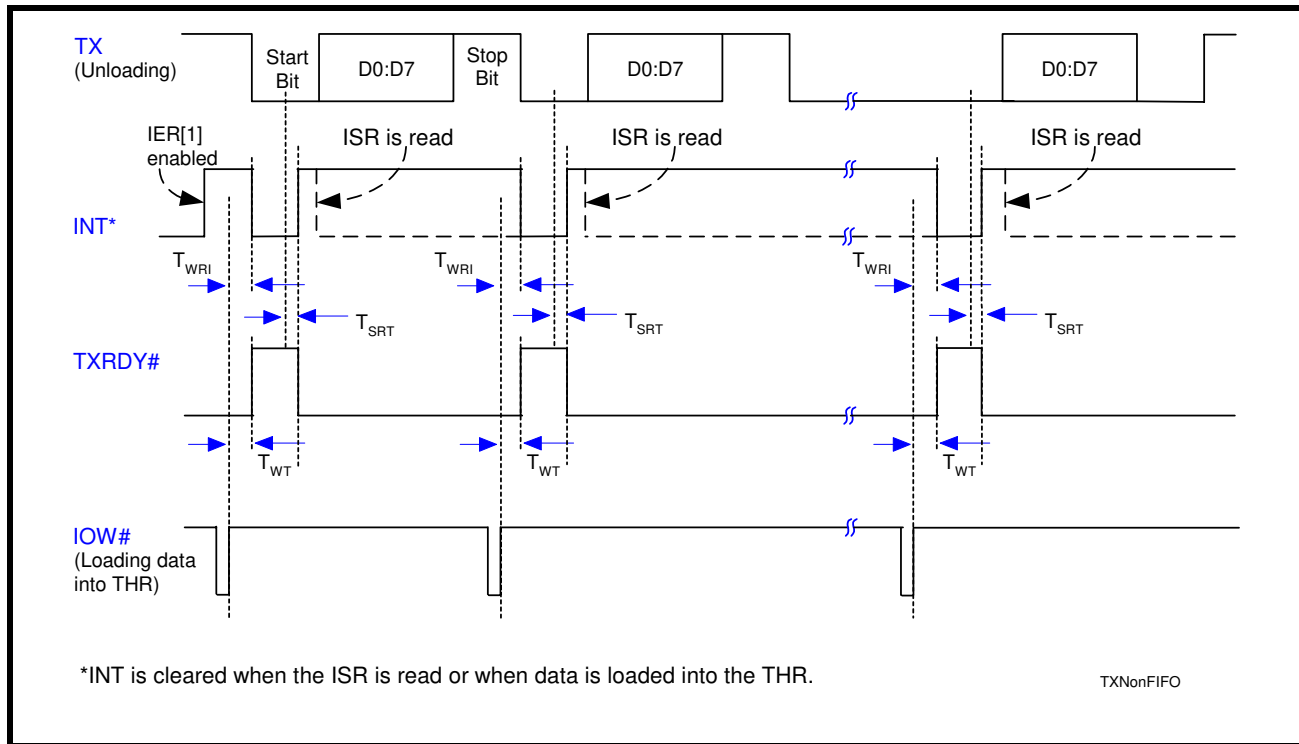 TX
(Unloading)
Start
Bit
D0:D7
Stop
Bit
D0:D7
D0:D7
IER[1]
enabled
ISR is read
ISR is read
ISR is read
INT*
TWRI
TWRI
TWRI
TSRT
TSRT
TSRT
TXRDY#
TWT
TWT
TWT
IOW#
(Loading data
into THR)
*INT is cleared when the ISR is read or when data is loaded into the THR.
TXNonFIFO